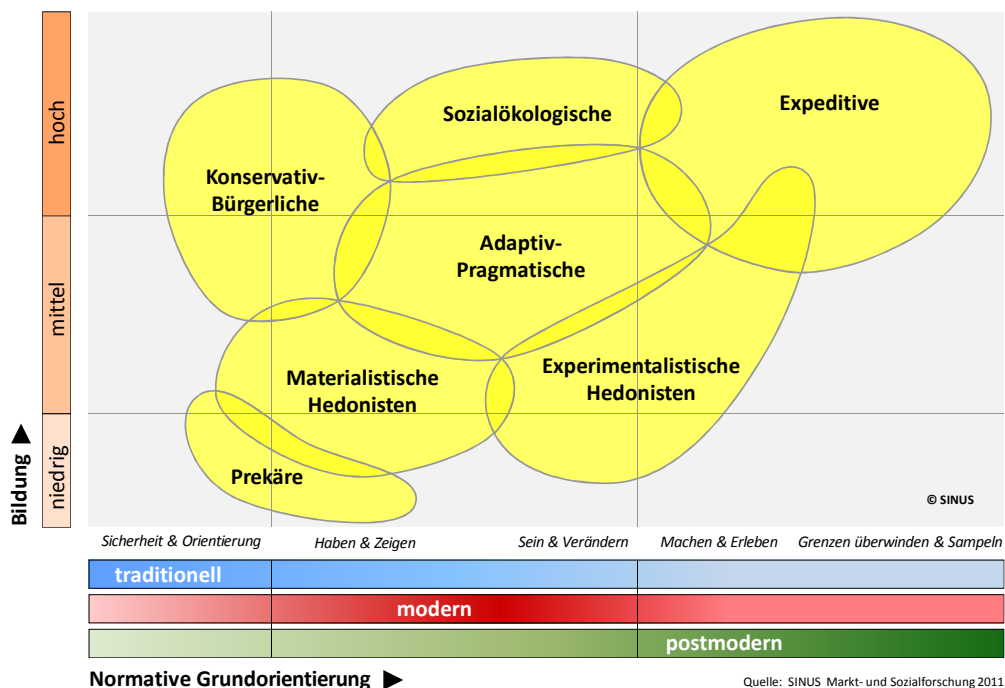 Bildung ▶
hoch
mittel
niedrig
Sozialökologische
Expeditive
Konservativ-
Bürgerliche
Adaptiv-
Pragmatische
Materialistische
Hedonisten
Experimentalistische
Hedonisten
Prekäre
© SINUS
Sicherheit & Orientierung
Haben & Zeigen
Sein & Verändern
Machen & Erleben
Grenzen überwinden & Sampeln
traditionell
modern
postmodern
Normative Grundorientierung ▶
Quelle: SINUS Markt- und Sozialforschung 2011